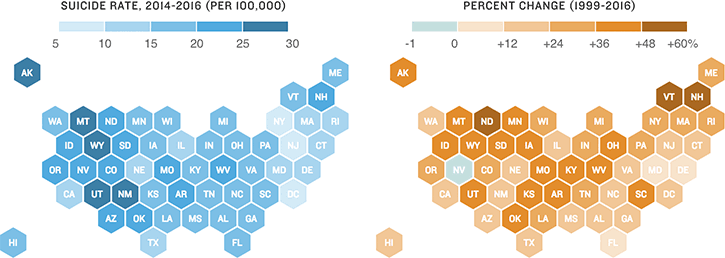 SUICIDE RATE, 2014-2016 (PER 100,000)
5 10 15 20 25 30
AK ME
VT NH
WA MT ND MN WI MI NY MA RI
ID WY SD IA IL IN OH PA NJ CT
OR NV CO NE MO KY WV VA MD DE
CA UT NM KS AR TN NC SC DC
AZ OK LA MS AL GA
HI TX FL
PERCENT CHANGE (1999-2016)
-1 0 +12 +24 +36 +48 +60%
AK ME
VT NH
WA MT ND MN WI MI NY MA RI
ID WY SD IA IL IN OH PA NJ CT
OR NV CO NE MO KY WV VA MD DE
CA UT NM KS AR TN NC SC DC
AZ OK LA MS AL GA
HI TX FL